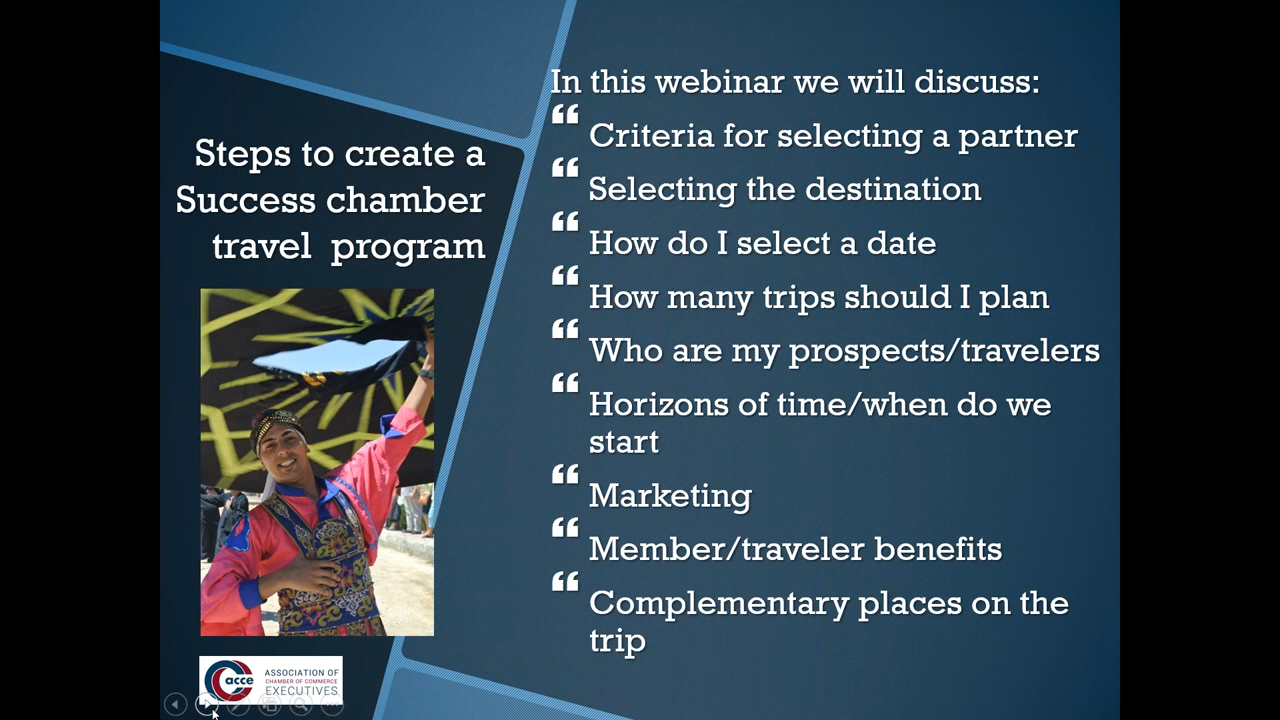 Steps to create a
Success chamber
travel program
In this webinar we will discuss:
Criteria for selecting a partner
Selecting the destination
How do I select a date
How many trips should I plan
Who are my prospects/travelers
Horizons of time/when do we
start
Marketing
Member/traveler benefits
Complementary places on the
trip
acce
ASSOCIATION OF
CHAMBER OF COMMERCE
EXECUTIVES